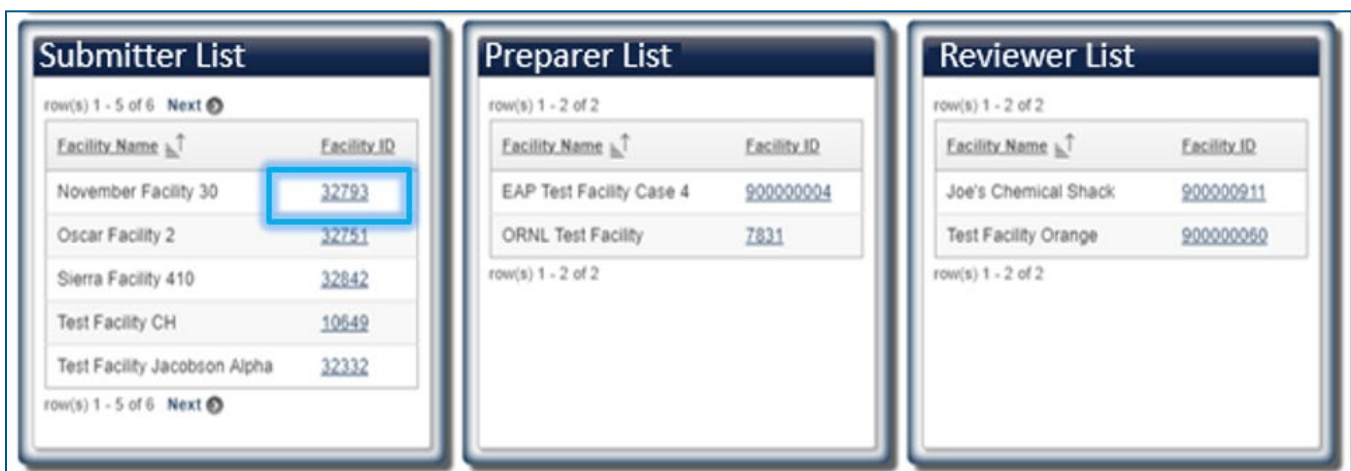 Submitter List
row(s) 1 - 5 of 6 Next
Facility Name Facility ID
November Facility 30 32793
Oscar Facility 2 32751
Sierra Facility 410 32842
Test Facility CH 10649
Test Facility Jacobson Alpha 32332
row(s) 1 - 5 of 6 Next
Preparer List
row(s) 1 - 2 of 2
Facility Name Facility ID
EAP Test Facility Case 4 900000004
ORNL Test Facility 7831
row(s) 1 - 2 of 2
Reviewer List
row(s) 1 - 2 of 2
Facility Name Facility ID
Joe's Chemical Shack 900000911
Test Facility Orange 900000060
row(s) 1 - 2 of 2